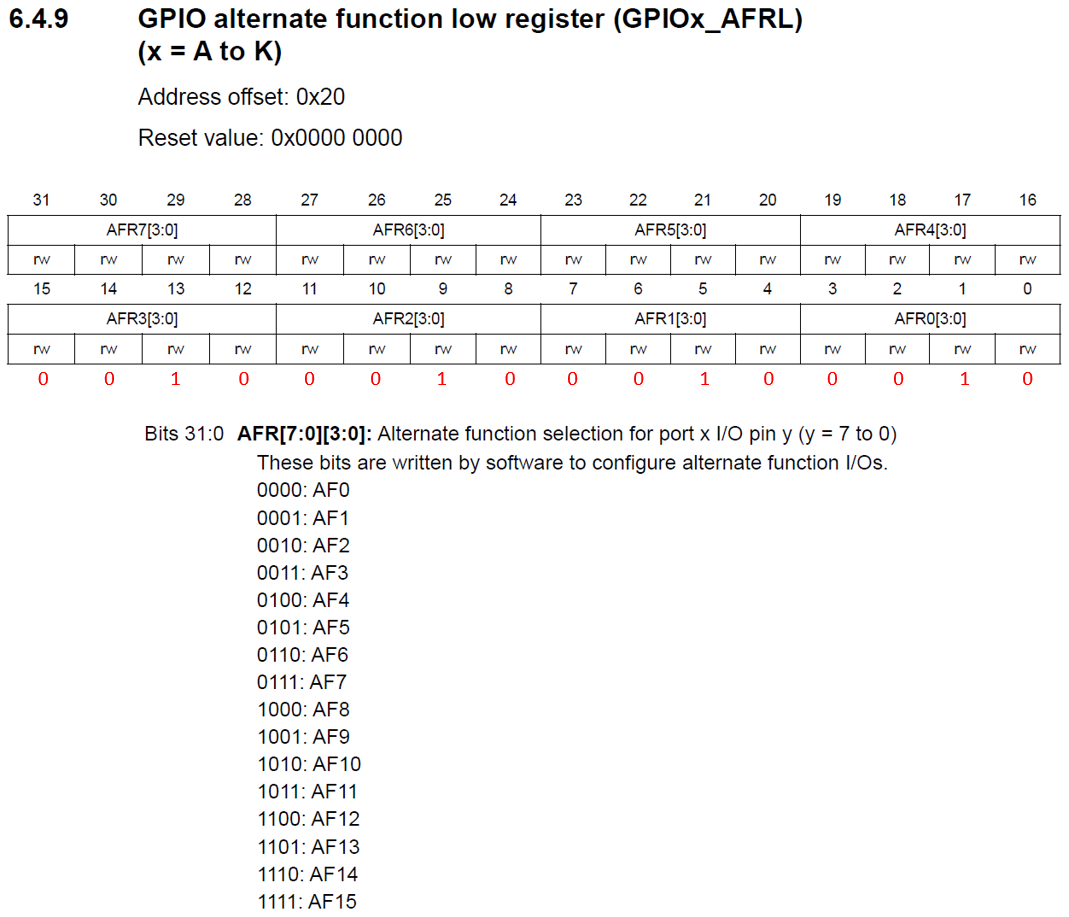 6.4.9 GPIO alternate function low register (GPIOx_AFRL)
(x = A to K)
Address offset: 0x20
Reset value: 0x0000 0000
31 30 29 28 27 26 25 24 23 22 21 20 19 18 17 16
AFR7[3:0] AFR6[3:0] AFR5[3:0] AFR4[3:0]
rw rw rw rw rw rw rw rw rw rw rw rw rw rw rw rw
15 14 13 12 11 10 9 8 7 6 5 4 3 2 1 0
AFR3[3:0] AFR2[3:0] AFR1[3:0] AFR0[3:0]
rw rw rw rw rw rw rw rw rw rw rw rw rw rw rw rw
0 0 1 0 0 0 1 0 0 0 1 0 0 0 1 0
Bits 31:0 AFR[7:0][3:0]: Alternate function selection for port x I/O pin y (y = 7 to 0)
These bits are written by software to configure alternate function I/Os.
0000: AF0
0001: AF1
0010: AF2
0011: AF3
0100: AF4
0101: AF5
0110: AF6
0111: AF7
1000: AF8
1001: AF9
1010: AF10
1011: AF11
1100: AF12
1101: AF13
1110: AF14
1111: AF15